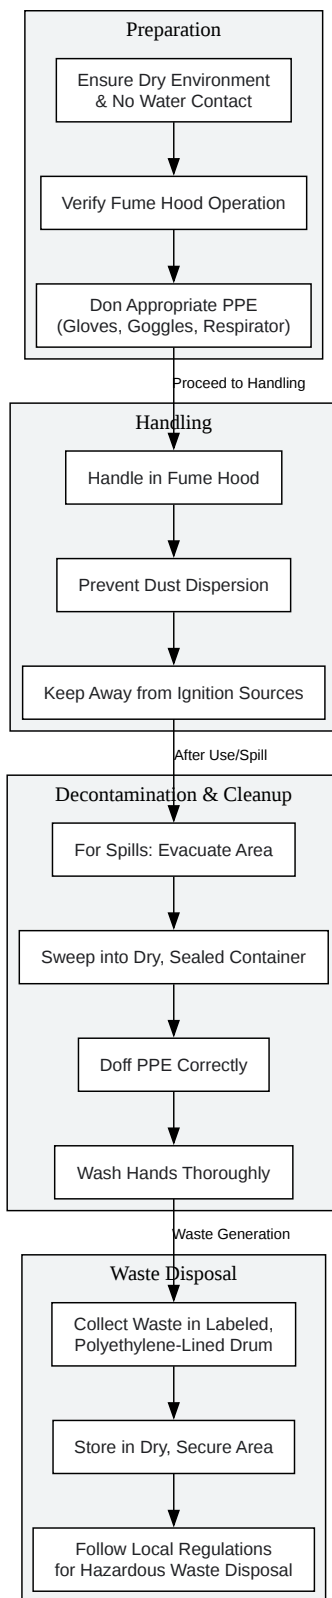 Preparation
Ensure Dry Environment
& No Water Contact
Verify Fume Hood Operation
Don Appropriate PPE
(Gloves, Goggles, Respirator)
Proceed to Handling
Handling
Handle in Fume Hood
Prevent Dust Dispersion
Keep Away from Ignition Sources
After Use/Spill
Decontamination & Cleanup
For Spills: Evacuate Area
Sweep into Dry, Sealed Container
Doff PPE Correctly
Wash Hands Thoroughly
Waste Generation
Waste Disposal
Collect Waste in Labeled,
Polyethylene-Lined Drum
Store in Dry, Secure Area
Follow Local Regulations
for Hazardous Waste Disposal